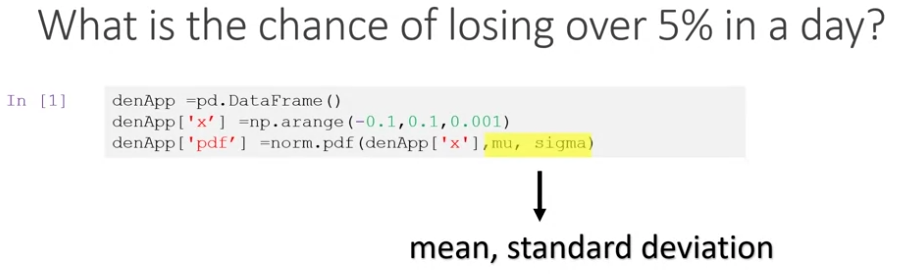 What is the chance of losing over 5% in a day?
In [1]
denApp =pd.DataFrame()
denApp['x’] =np.arange(-0.1,0.1,0.001)
denApp['pdf’] =norm.pdf(denApp['x'],mu, sigma)
mean, standard deviation